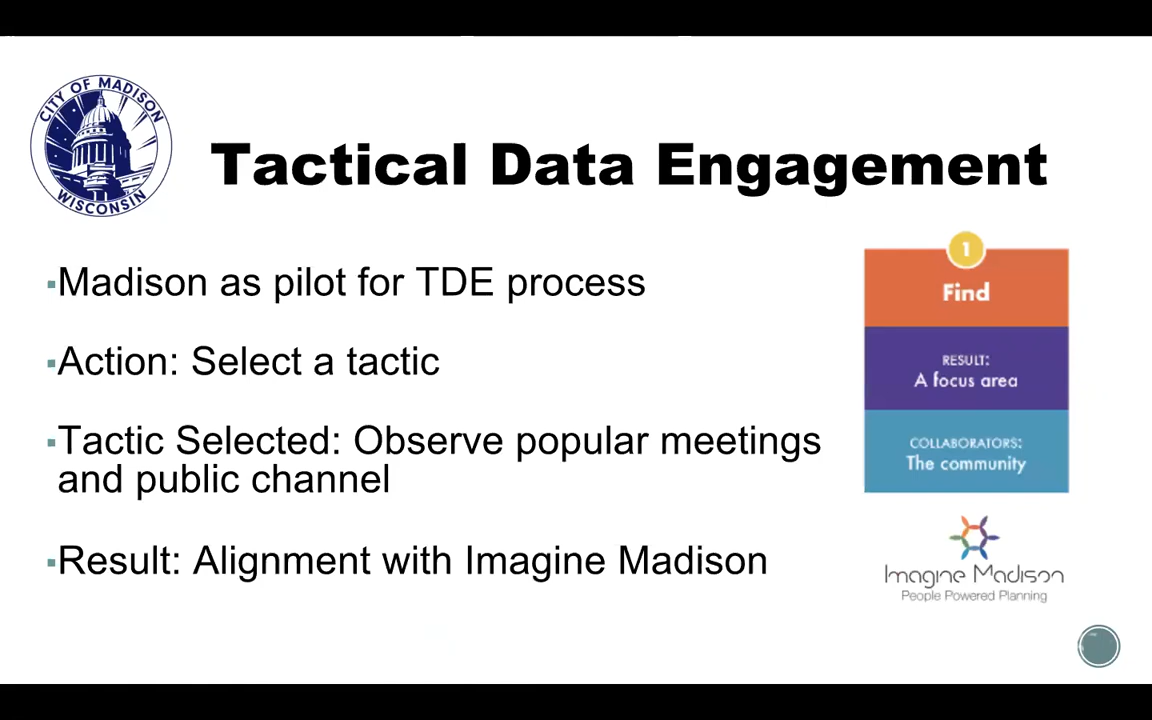 CITY OF MADISON
WISCONSIN
Tactical Data Engagement
▪Madison as pilot for TDE process
▪Action: Select a tactic
▪Tactic Selected: Observe popular meetings
and public channel
▪Result: Alignment with Imagine Madison
1
Find
RESULT:
A focus area
COLLABORATORS:
The community
Imagine Madison
People Powered Planning